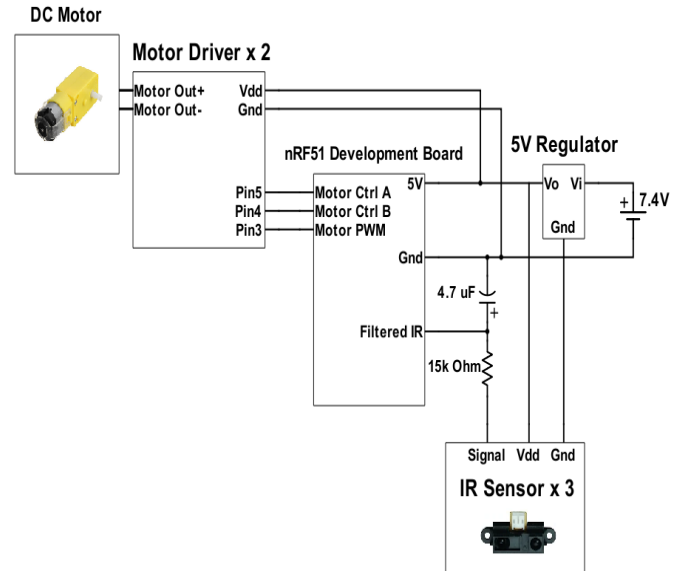 DC Motor
Motor Driver x 2
Motor Out+
Motor Out-
Vdd
Gnd
Pin5
Pin4
Pin3
nRF51 Development Board
Motor Ctrl A
Motor Ctrl B
Motor PWM
5V
Gnd
Filtered IR
5V Regulator
Vo Vi
Gnd
+ 7.4V
4.7 uF
+
15k Ohm
Signal Vdd Gnd
IR Sensor x 3